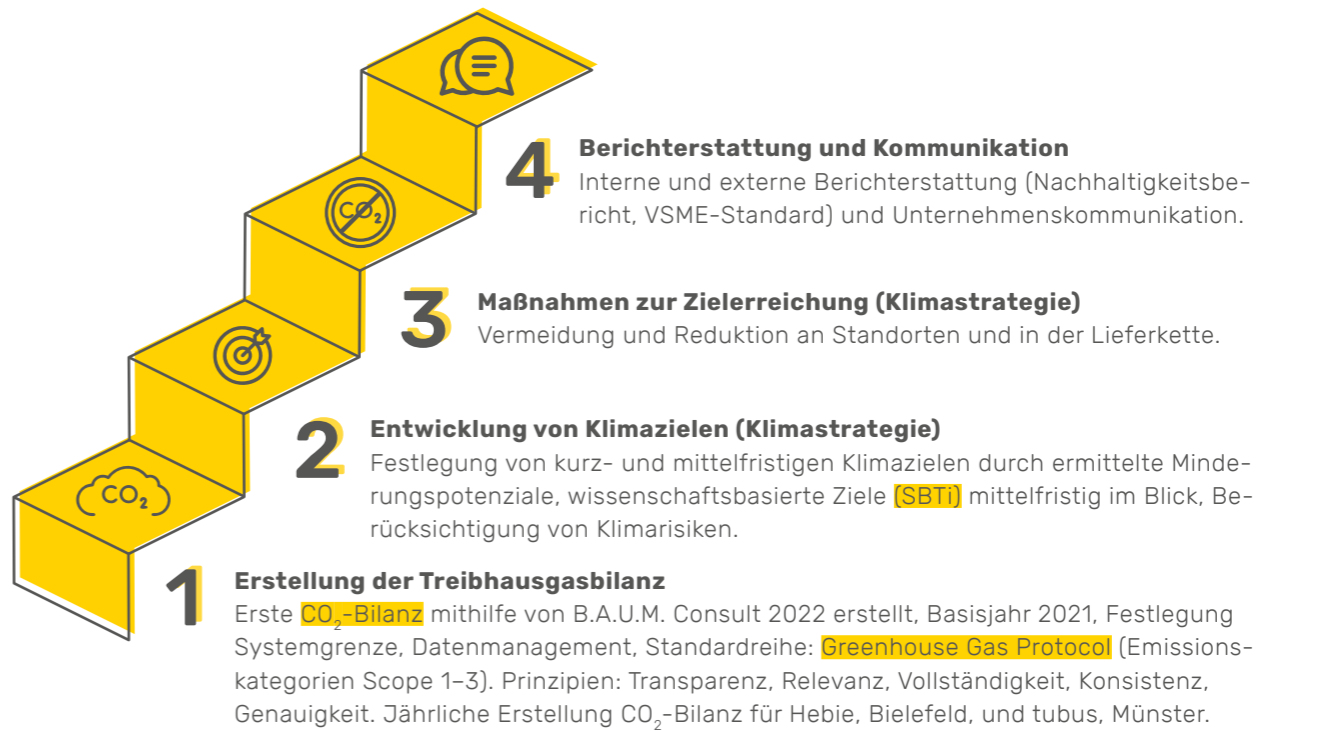 CO₂
4
Berichterstattung und Kommunikation
Interne und externe Berichterstattung (Nachhaltigkeitsbe-
richt, VSME-Standard) und Unternehmenskommunikation.
3
Maßnahmen zur Zielerreichung (Klimastrategie)
Vermeidung und Reduktion an Standorten und in der Lieferkette.
2
Entwicklung von Klimazielen (Klimastrategie)
Festlegung von kurz- und mittelfristigen Klimazielen durch ermittelte Minde-
rungspotenziale, wissenschaftsbasierte Ziele (SBTi) mittelfristig im Blick, Be-
rücksichtigung von Klimarisiken.
CO₂
1
Erstellung der Treibhausgasbilanz
Erste CO₂-Bilanz mithilfe von B.A.U.M. Consult 2022 erstellt, Basisjahr 2021, Festlegung
Systemgrenze, Datenmanagement, Standardreihe: Greenhouse Gas Protocol (Emissions-
kategorien Scope 1–3). Prinzipien: Transparenz, Relevanz, Vollständigkeit, Konsistenz,
Genauigkeit. Jährliche Erstellung CO₂-Bilanz für Hebie, Bielefeld, und tubus, Münster.